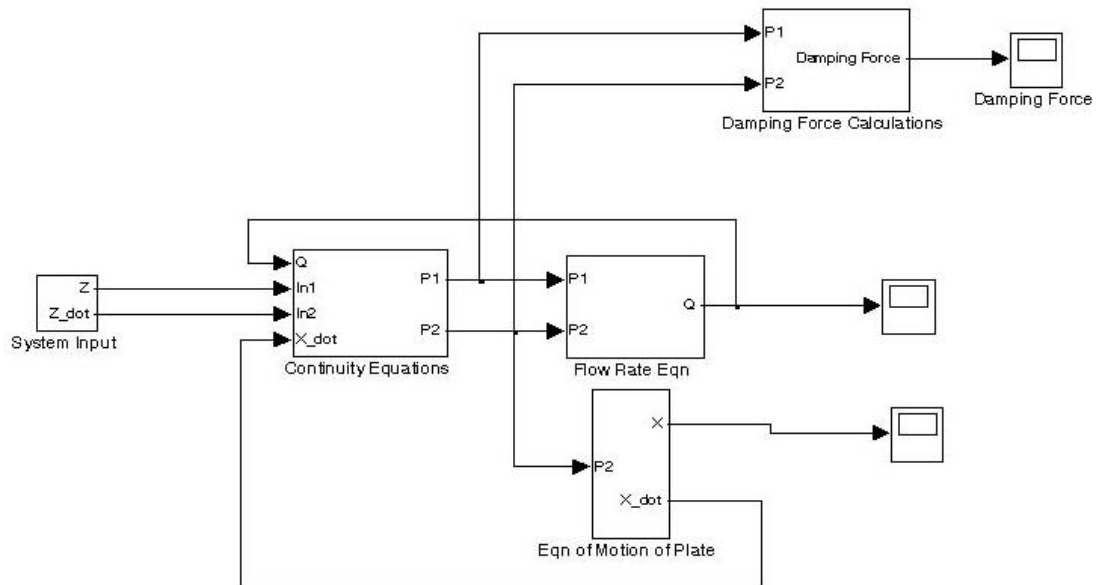 P1
Damping Force
P2
Damping Force Calculations
Damping Force
Q
In1
In2
X_dot
P1
P2
Continuity Equations
Z
Z_dot
System Input
P1
P2
Q
Flow Rate Eqn
P2
X
X_dot
Eqn of Motion of Plate